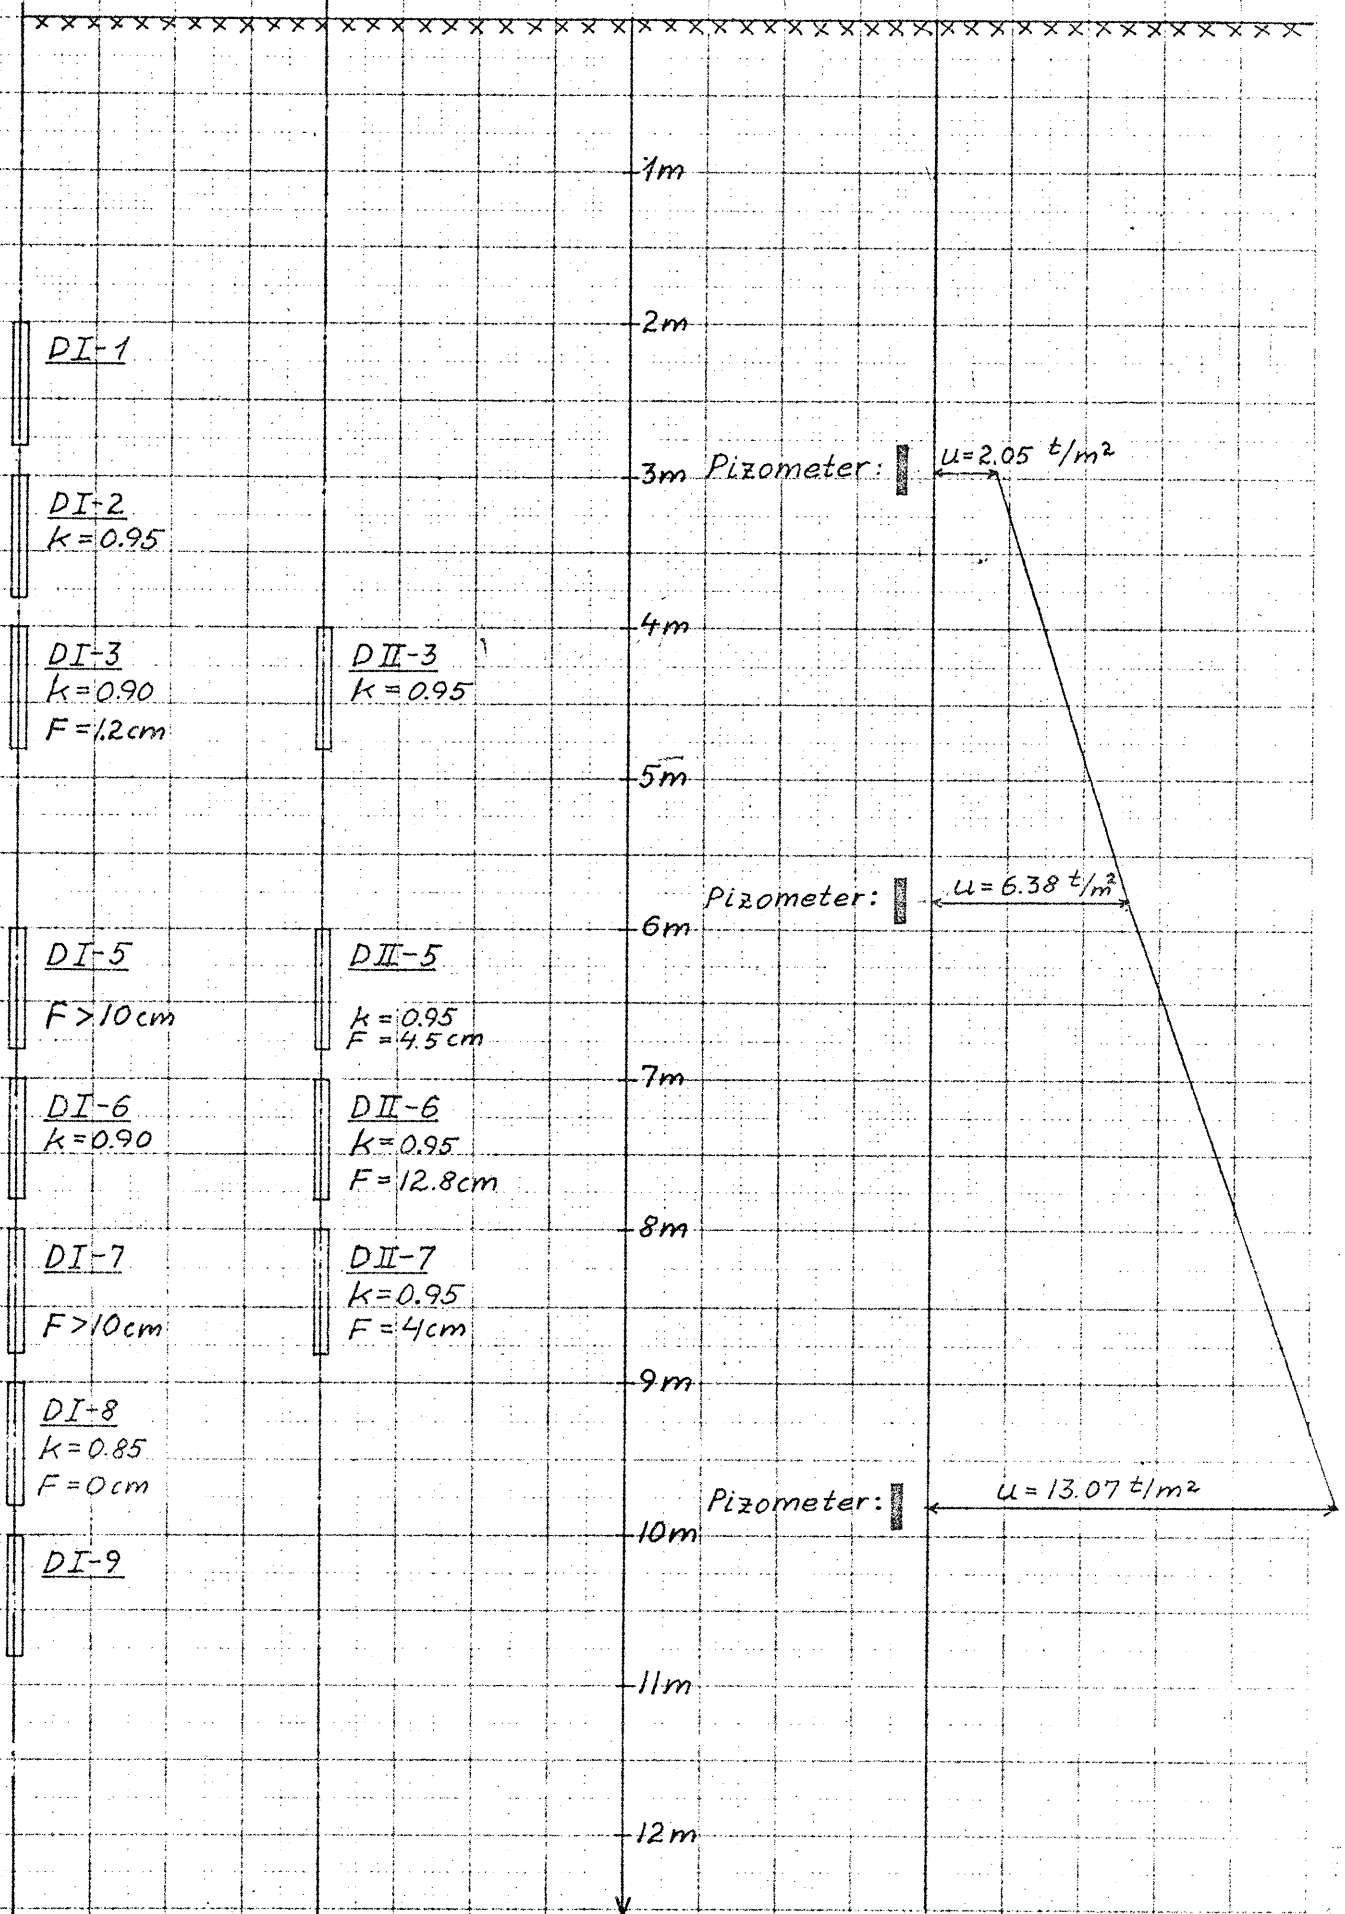 1m
2m
DI-1
3m
Pizometer:
u=2.05 t/m²
DI-2
k=0.95
4m
DI-3
k=0.90
F=1.2cm
DII-3
k=0.95
5m
Pizometer:
u=6.38 t/m²
6m
DI-5
F>10cm
DII-5
k=0.95
F=4.5cm
7m
DI-6
k=0.90
DII-6
k=0.95
F=12.8cm
8m
DI-7
F>10cm
DII-7
k=0.95
F=4cm
9m
DI-8
k=0.85
F=0cm
Pizometer:
u=13.07 t/m²
10m
DI-9
11m
12m